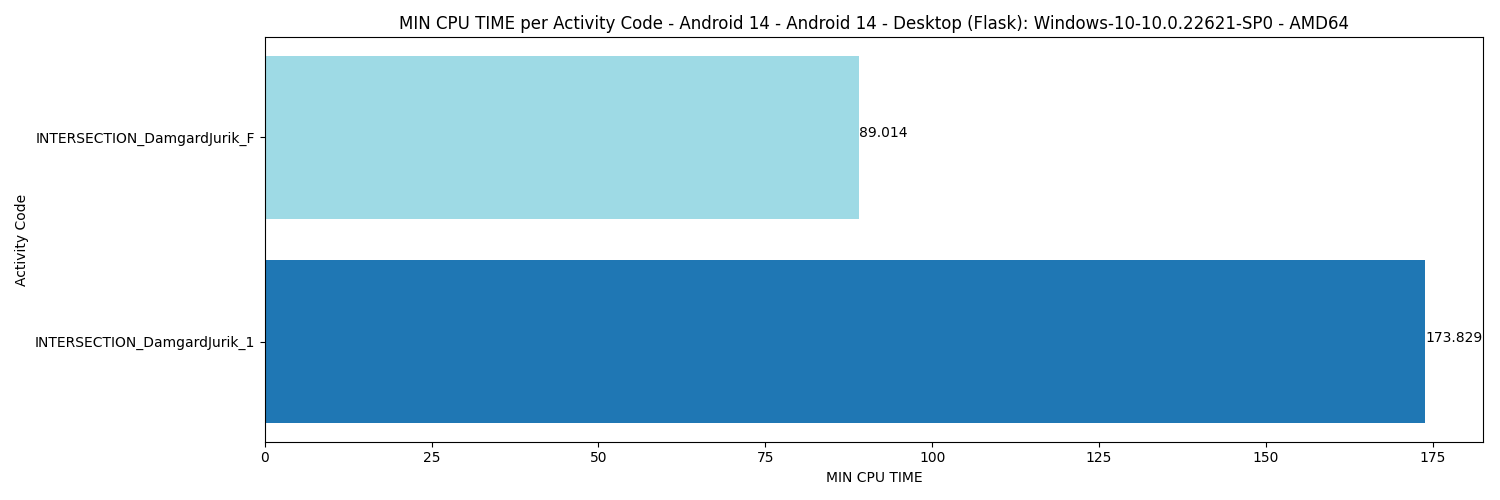 MIN CPU TIME per Activity Code - Android 14 - Android 14 - Desktop (Flask): Windows-10-10.0.22621-SP0 - AMD64
INTERSECTION_DamgardJurik_F
89.014
Activity Code
INTERSECTION_DamgardJurik_1
173.829
0 25 50 75 100 125 150 175
MIN CPU TIME